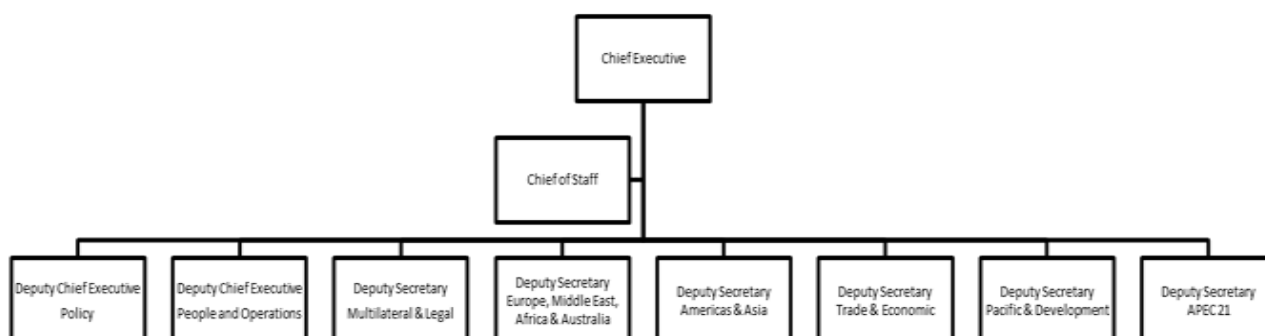 Chief Executive
Chief of Staff
Deputy Chief Executive
Policy
Deputy Chief Executive
People and Operations
Deputy Secretary
Multilateral & Legal
Deputy Secretary
Europe, Middle East,
Africa & Australia
Deputy Secretary
Americas & Asia
Deputy Secretary
Trade & Economic
Deputy Secretary
Pacific & Development
Deputy Secretary
APEC 21